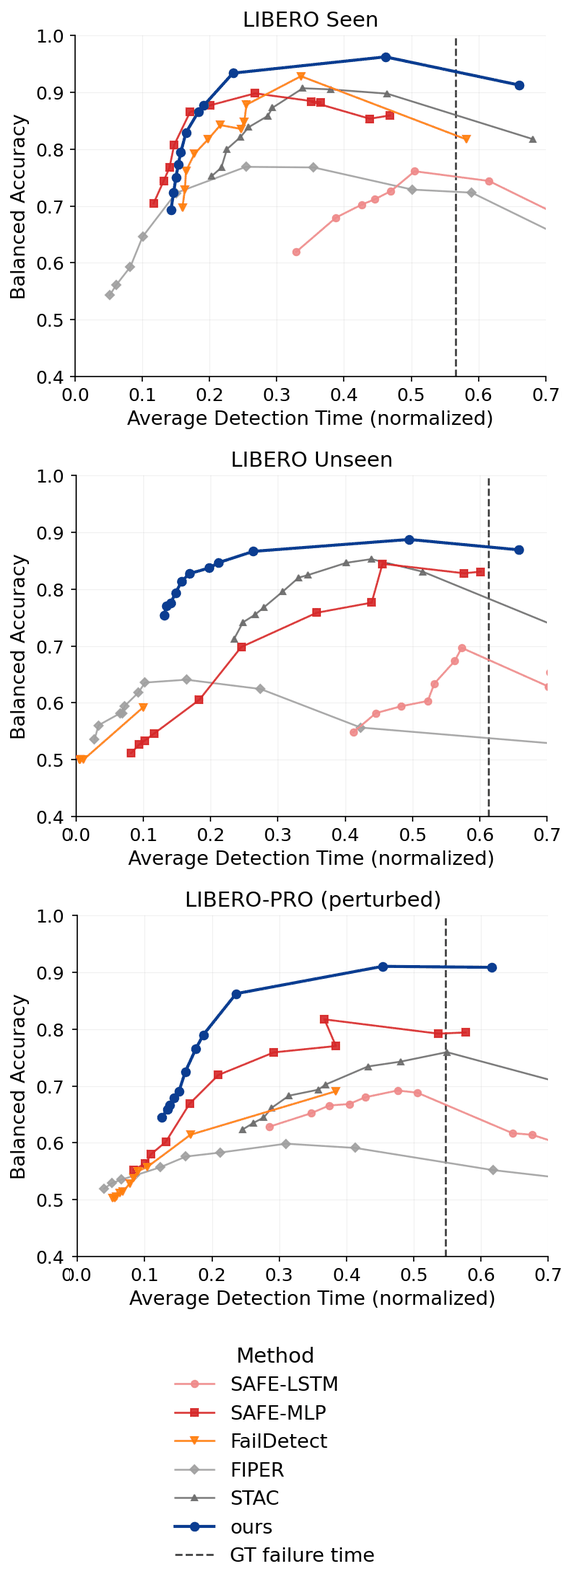 LIBERO Seen
Balanced Accuracy
1.0
0.9
0.8
0.7
0.6
0.5
0.4
0.0 0.1 0.2 0.3 0.4 0.5 0.6 0.7
Average Detection Time (normalized)
LIBERO Unseen
Balanced Accuracy
1.0
0.9
0.8
0.7
0.6
0.5
0.4
0.0 0.1 0.2 0.3 0.4 0.5 0.6 0.7
Average Detection Time (normalized)
LIBERO-PRO (perturbed)
Balanced Accuracy
1.0
0.9
0.8
0.7
0.6
0.5
0.4
0.0 0.1 0.2 0.3 0.4 0.5 0.6 0.7
Average Detection Time (normalized)
Method
SAFE-LSTM
SAFE-MLP
FailDetect
FIPER
STAC
ours
GT failure time